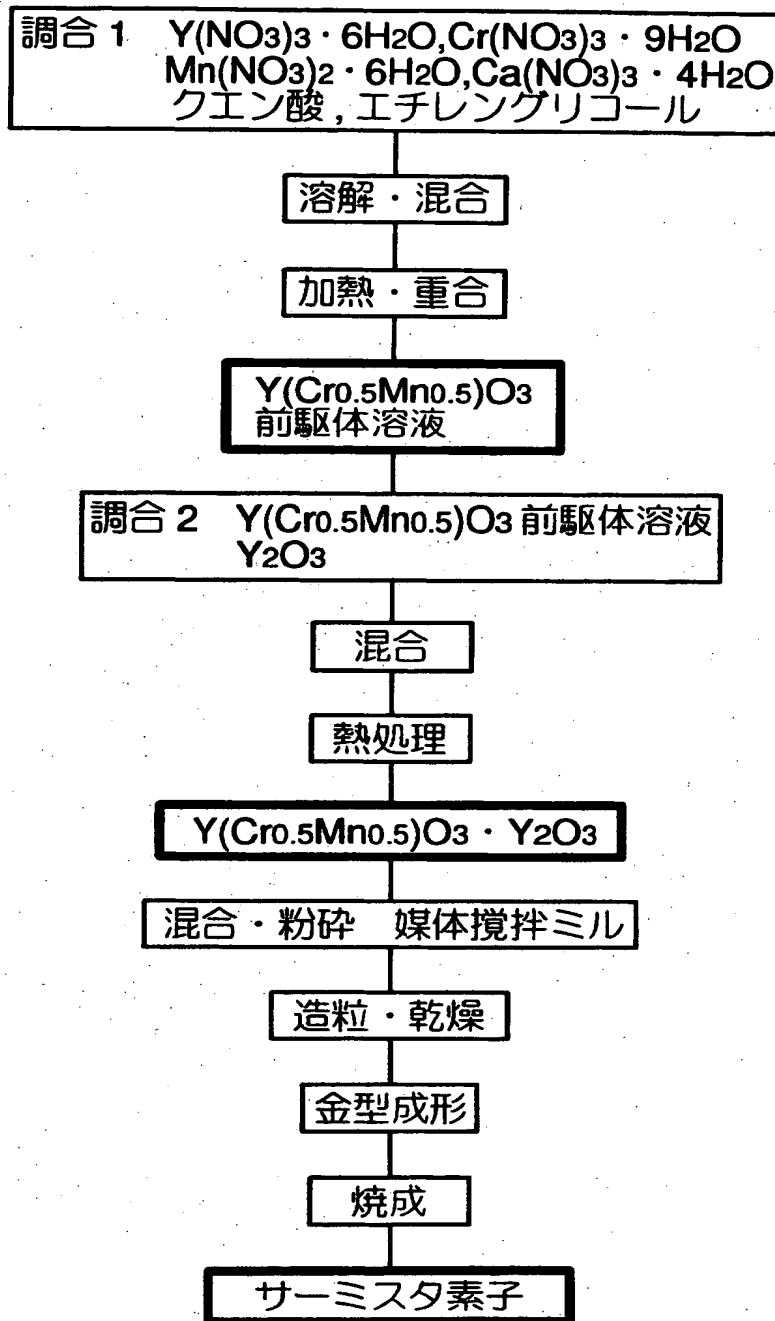 調合1 Y(NO3)3・6H2O,Cr(NO3)3・9H2O
Mn(NO3)2・6H2O,Ca(NO3)3・4H2O
クエン酸,エチレングリコール
溶解・混合
加熱・重合
Y(Cr0.5Mn0.5)O3
前駆体溶液
調合2 Y(Cr0.5Mn0.5)O3前駆体溶液
Y2O3
混合
熱処理
Y(Cr0.5Mn0.5)O3・Y2O3
混合・粉砕 媒体撹拌ミル
造粒・乾燥
金型成形
焼成
サーミスタ素子